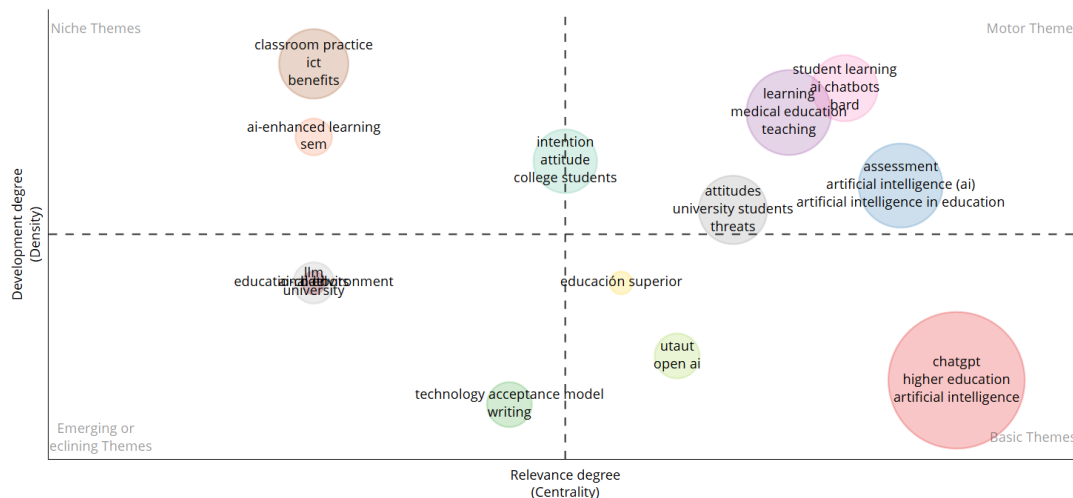 Niche Themes
Motor Theme
classroom practice
ict
benefits
student learning
ai chatbots
bard
learning
medical education
teaching
ai-enhanced learning
sem
intention
attitude
college students
assessment
artificial intelligence (ai)
artificial intelligence in education
attitudes
university students
threats
Development degree
(Density)
llm
university
educación superior
utaut
open ai
chatgpt
higher education
artificial intelligence
technology acceptance model
writing
Emerging or
eclining Themes
Basic Themes
Relevance degree
(Centrality)